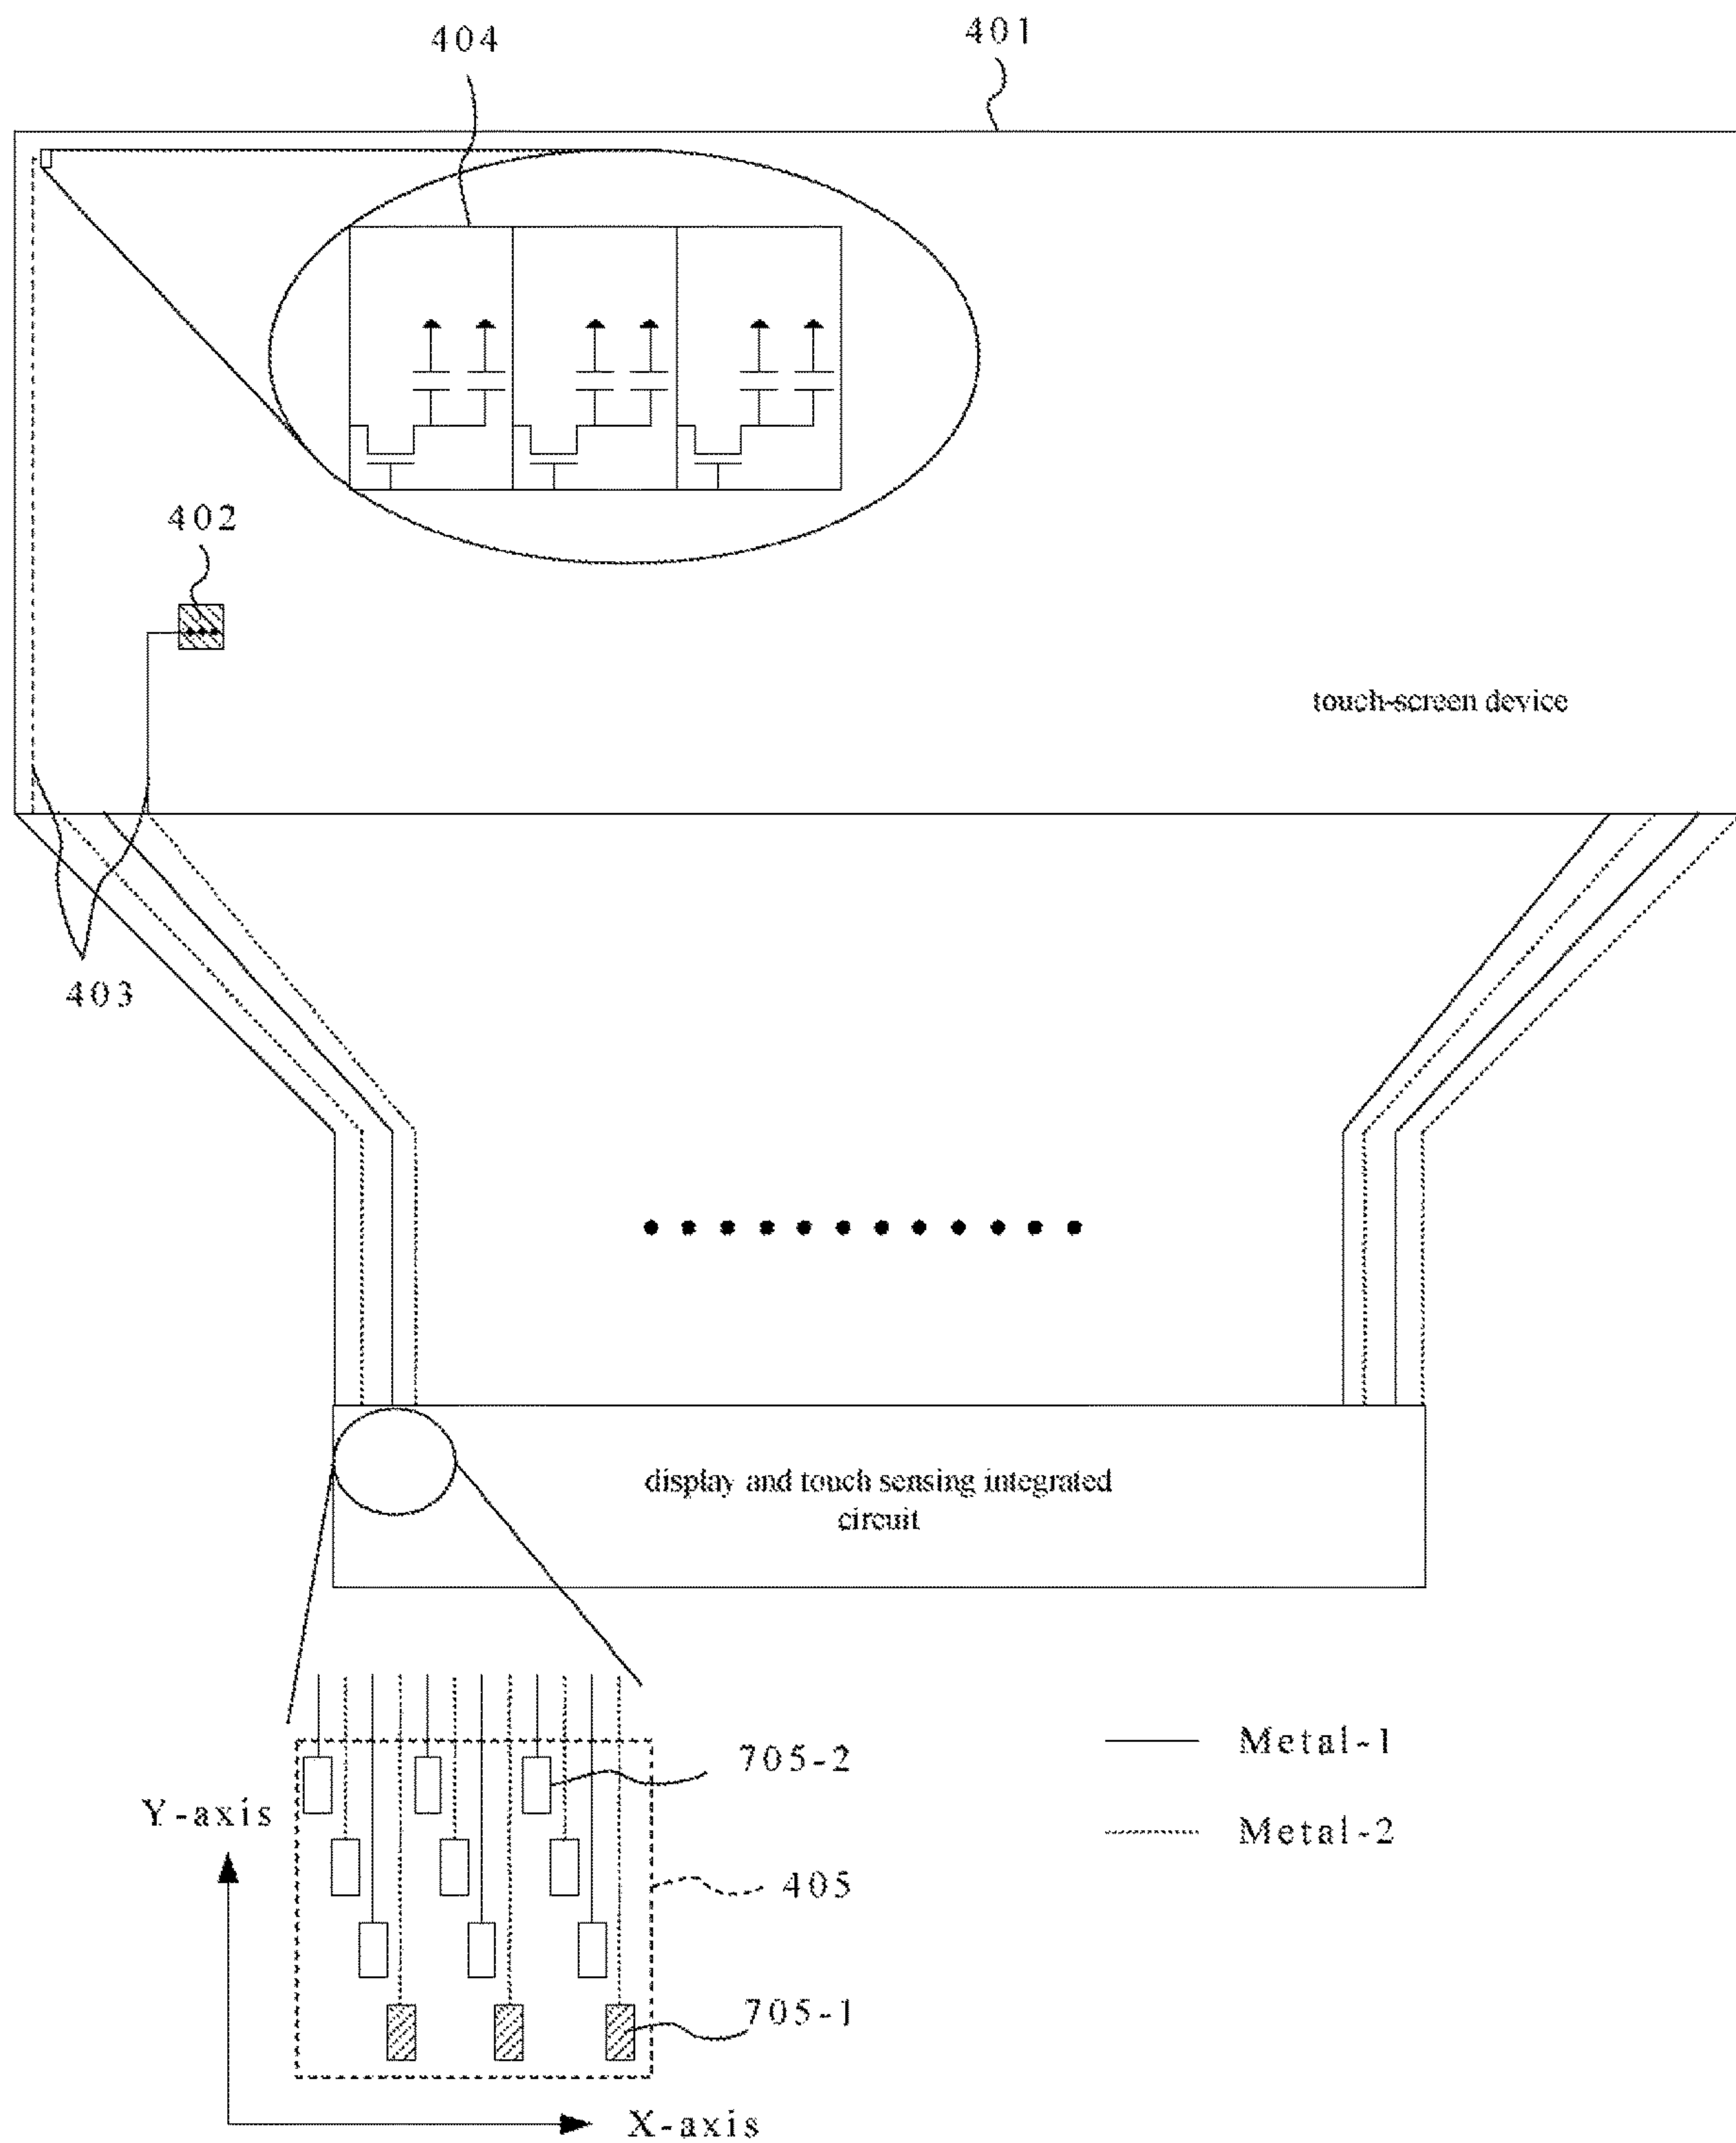 404
401
402
touch-screen device
403
display and touch sensing integrated
circuit
705-2
Metal-1
Y-axis
Metal-2
405
705-1
X-axis